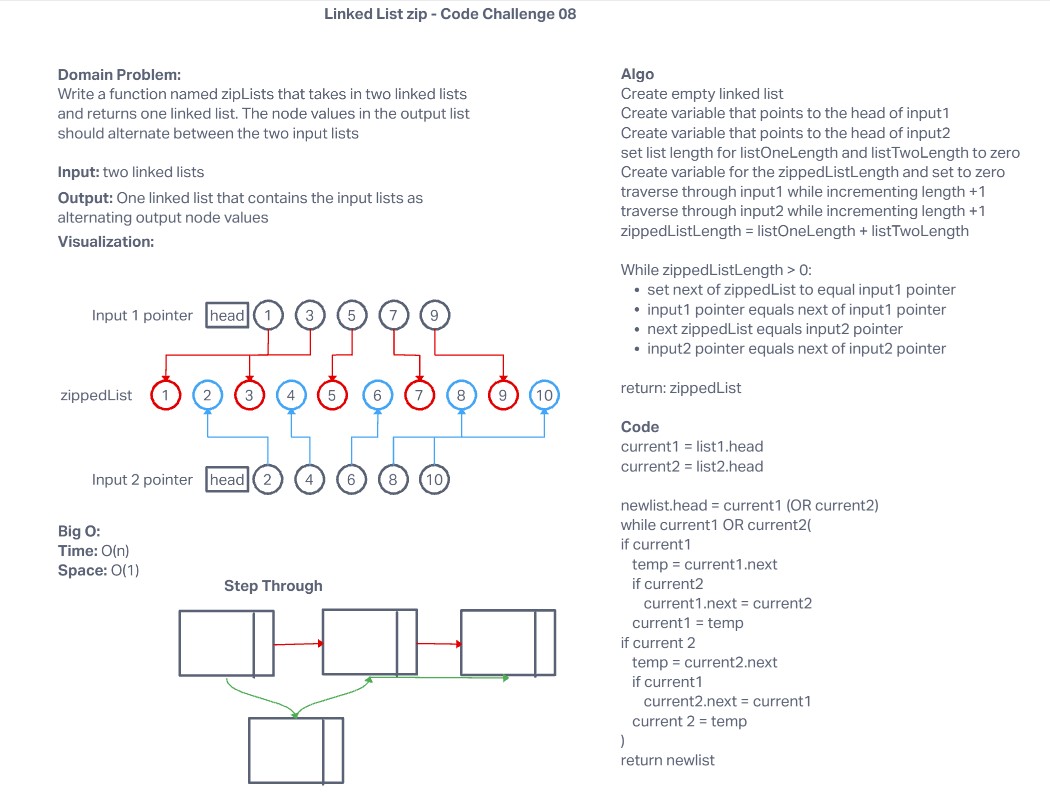 Linked List zip - Code Challenge 08
Domain Problem:
Write a function named zipLists that takes in two linked lists
and returns one linked list. The node values in the output list
should alternate between the two input lists
Input: two linked lists
Output: One linked list that contains the input lists as
alternating output node values
Visualization:
Input 1 pointer head 1 3 5 7 9
zippedList 1 2 3 4 5 6 7 8 9 10
Input 2 pointer head 2 4 6 8 10
Big O:
Time: O(n)
Space: O(1)
Step Through
Algo
Create empty linked list
Create variable that points to the head of input1
Create variable that points to the head of input2
set list length for listOneLength and listTwoLength to zero
Create variable for the zippedListLength and set to zero
traverse through input1 while incrementing length +1
traverse through input2 while incrementing length +1
zippedListLength = listOneLength + listTwoLength
While zippedListLength > 0:
• set next of zippedList to equal input1 pointer
• input1 pointer equals next of input1 pointer
• next zippedList equals input2 pointer
• input2 pointer equals next of input2 pointer
return: zippedList
Code
current1 = list1.head
current2 = list2.head
newlist.head = current1 (OR current2)
while current1 OR current2(
if current1
temp = current1.next
if current2
current1.next = current2
current1 = temp
if current 2
temp = current2.next
if current1
current2.next = current1
current 2 = temp
)
return newlist